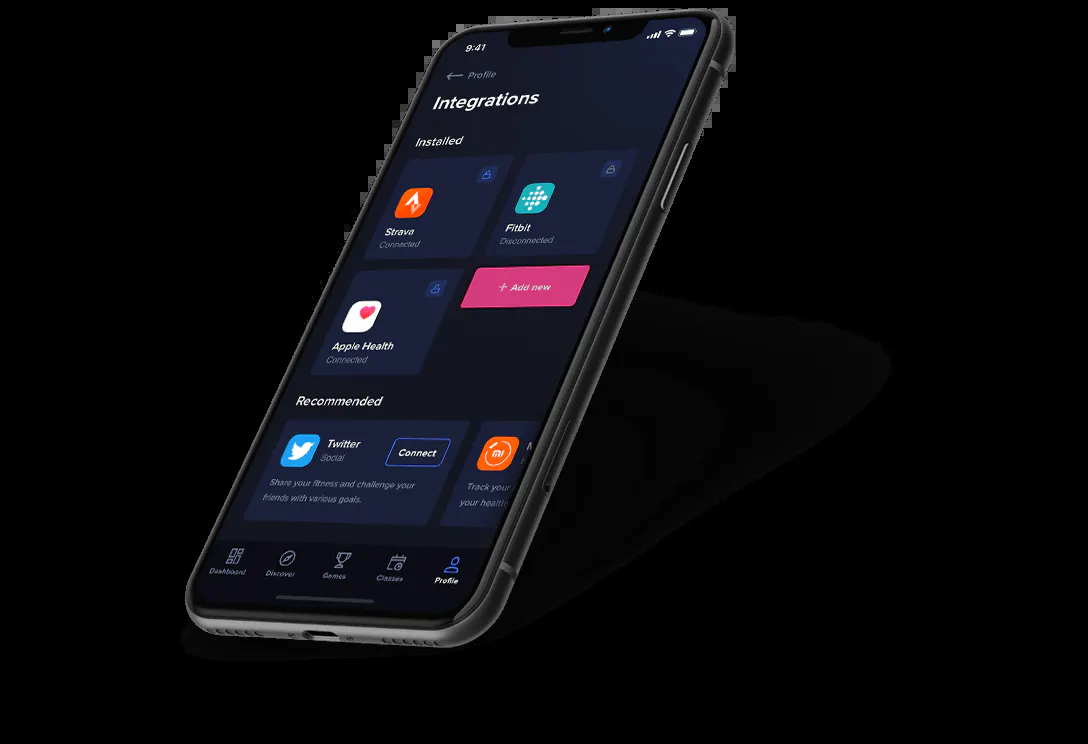 9:41
Profile
Integrations
Installed
Strava
Connected
Fitbit
Disconnected
+ Add new
Apple Health
Connected
Recommended
Twitter
Social
Connect
Share your fitness and challenge your
friends with various goals.
mi
Track your
your health
Dashboard
Discover
Games
Classes
Profile